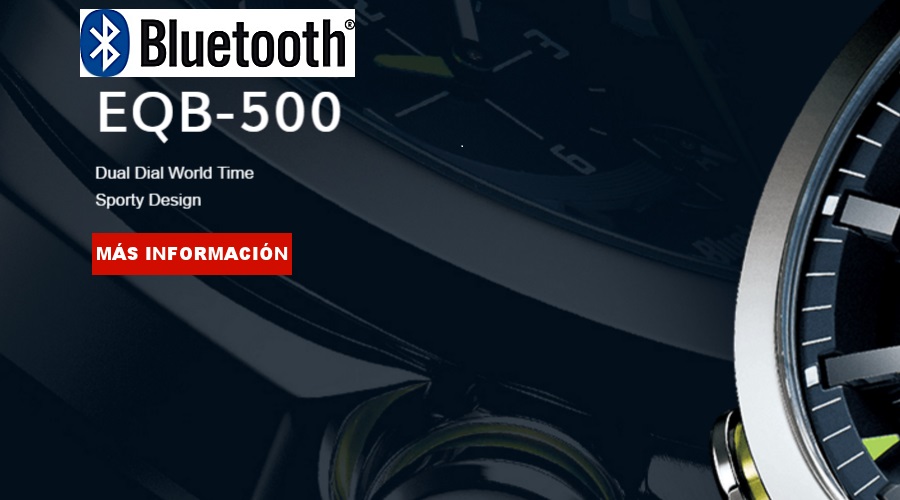 Bluetooth®
EQB-500
Dual Dial World Time
Sporty Design
MÁS INFORMACIÓN